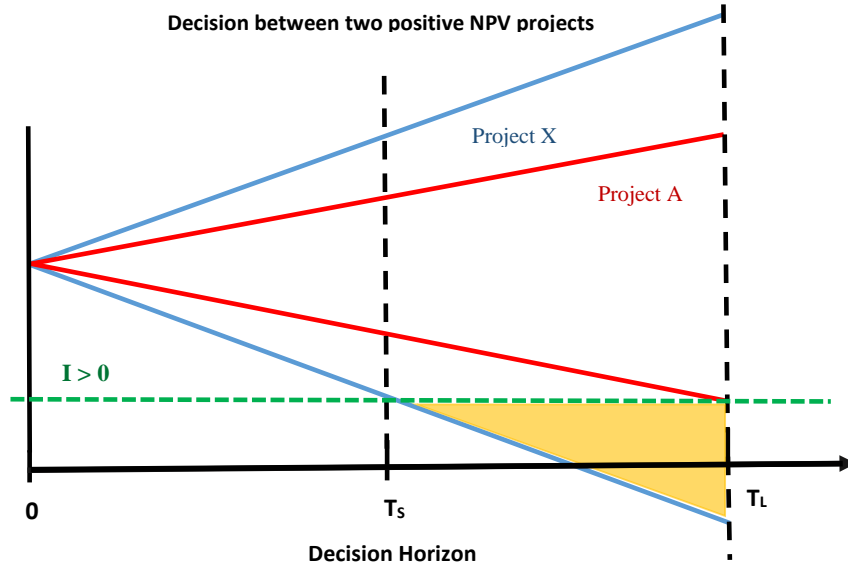 Decision between two positive NPV projects
Project X
Project A
I > 0
0
TS
TL
Decision Horizon